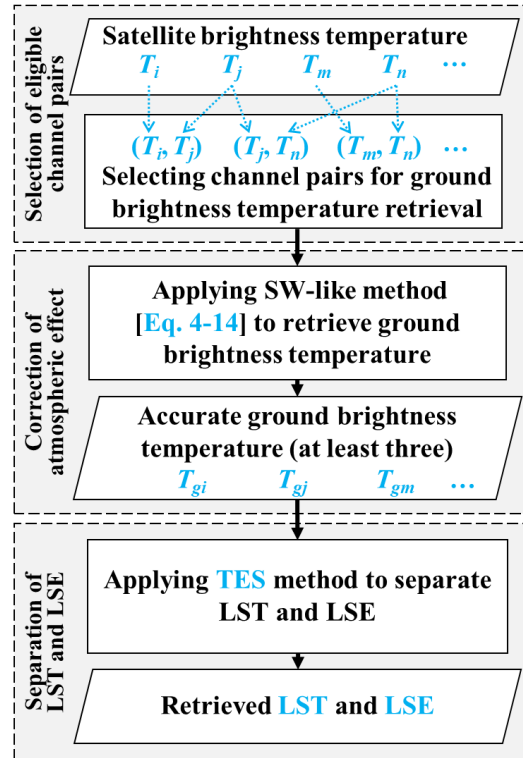 Selection of eligible
channel pairs
Satellite brightness temperature
Ti Tj Tm Tn ...
(Ti, Tj) (Tj, Tn) (Tm, Tn) ...
Selecting channel pairs for ground
brightness temperature retrieval
Correction of
atmospheric effect
Applying SW-like method
[Eq. 4-14] to retrieve ground
brightness temperature
Accurate ground brightness
temperature (at least three)
Tgi Tgj Tgm ...
Separation of
LST and LSE
Applying TES method to separate
LST and LSE
Retrieved LST and LSE